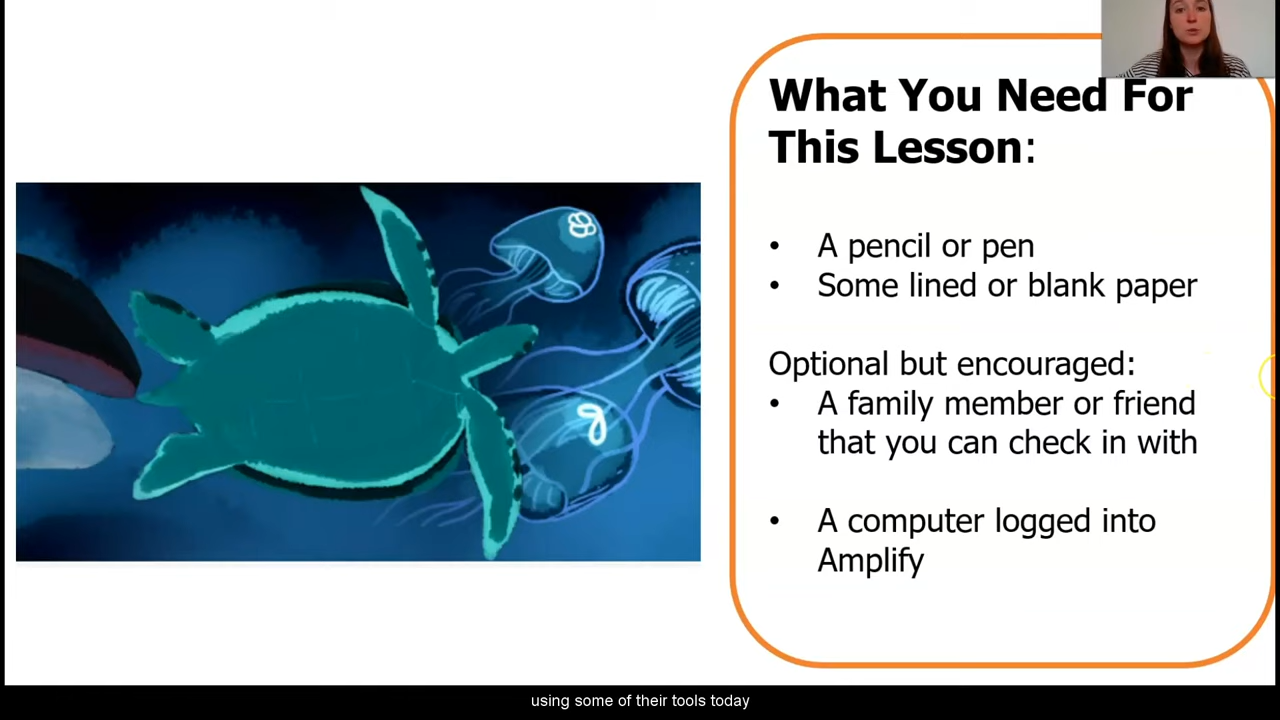 What You Need For
This Lesson:
• A pencil or pen
• Some lined or blank paper
Optional but encouraged:
• A family member or friend
that you can check in with
• A computer logged into
Amplify
using some of their tools today